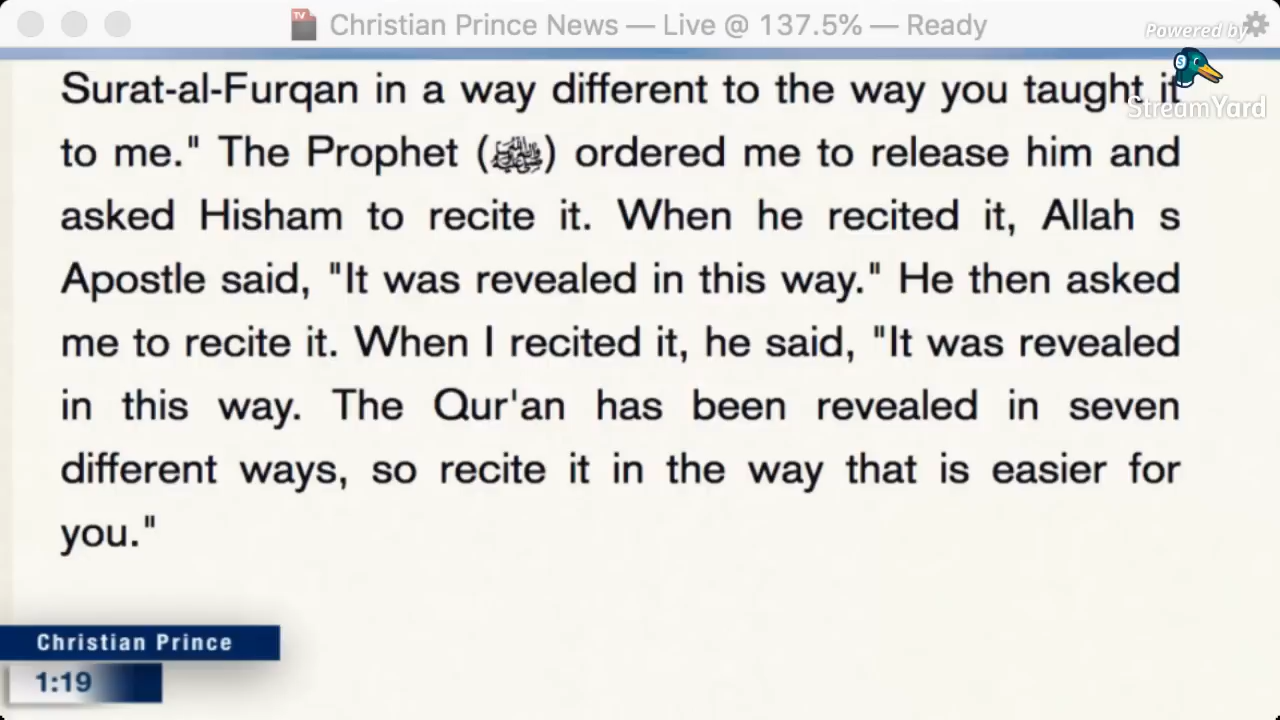 Christian Prince News — Live @ 137.5% — Ready
Powered by
StreamYard
Surat-al-Furqan in a way different to the way you taught it
to me." The Prophet (ﷺ) ordered me to release him and
asked Hisham to recite it. When he recited it, Allah s
Apostle said, "It was revealed in this way." He then asked
me to recite it. When I recited it, he said, "It was revealed
in this way. The Qur'an has been revealed in seven
different ways, so recite it in the way that is easier for
you."
Christian Prince
1:19